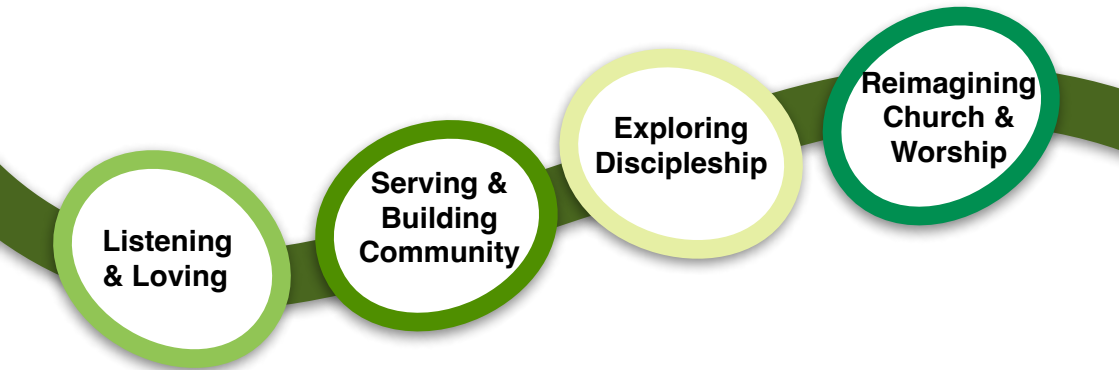 Listening
& Loving
Serving &
Building
Community
Exploring
Discipleship
Reimagining
Church &
Worship